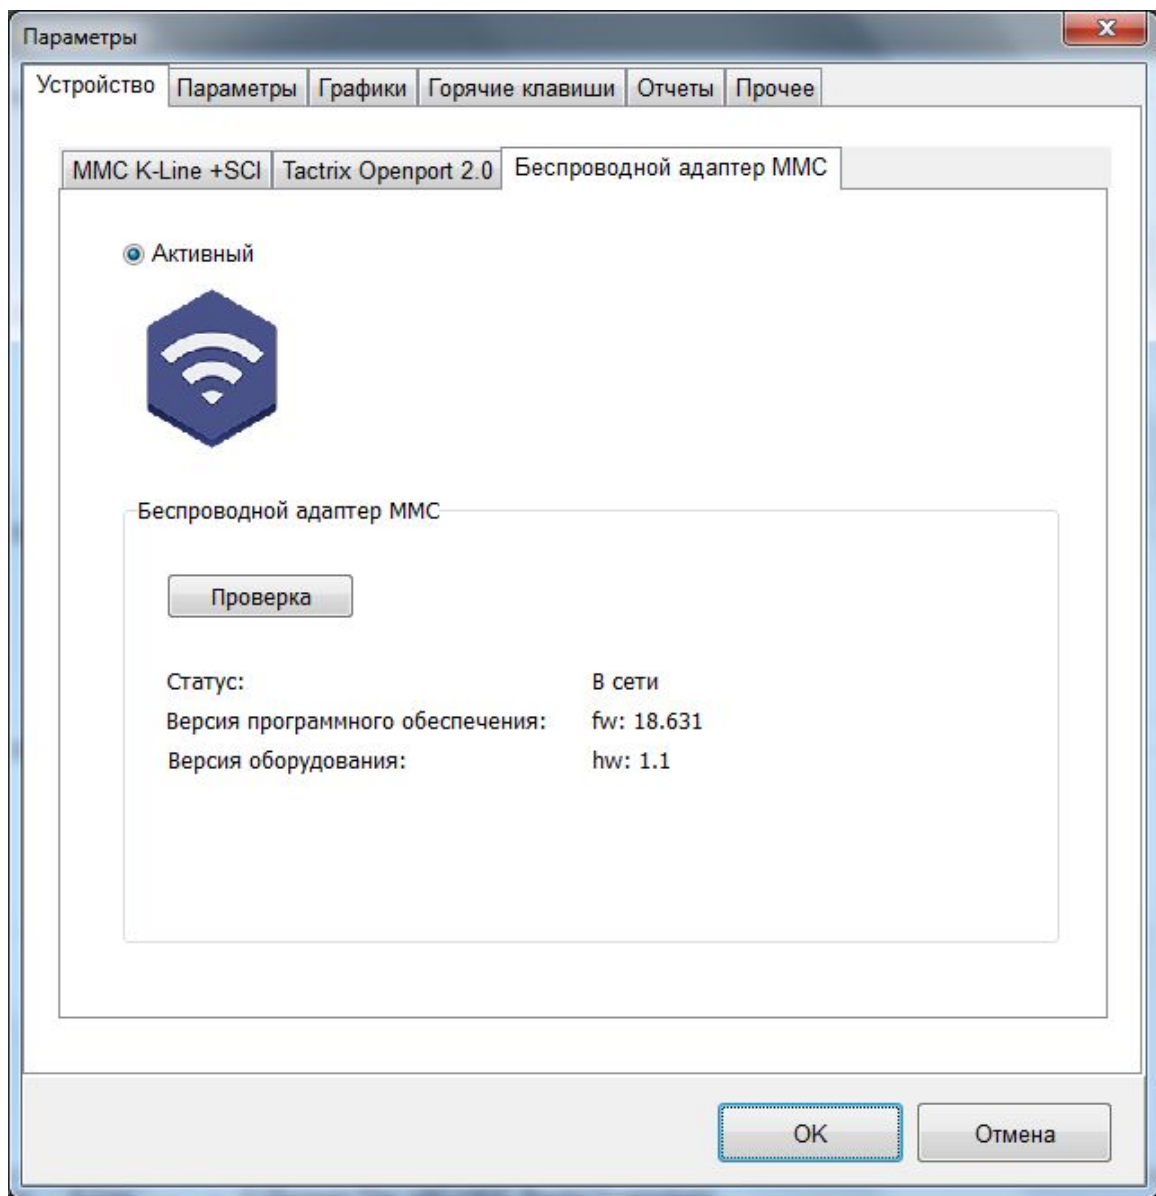 Параметры
Устройство Параметры Графики Горячие клавиши Отчеты Прочее
MMC K-Line +SCI Tactrix Openport 2.0 Беспроводной адаптер MMC
Активный
Беспроводной адаптер MMC
Проверка
Статус: В сети
Версия программного обеспечения: fw: 18.631
Версия оборудования: hw: 1.1
OK Отмена